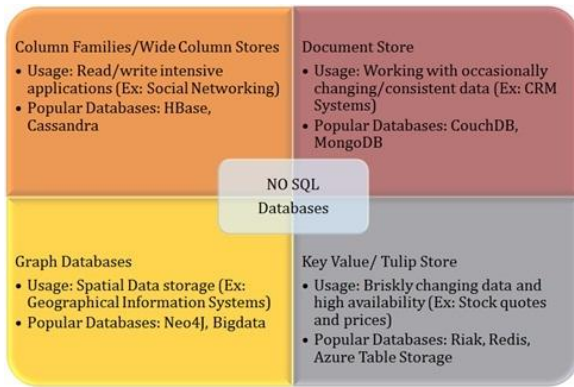 Column Families/Wide Column Stores
• Usage: Read/write intensive
applications (Ex: Social Networking)
• Popular Databases: HBase,
Cassandra
Document Store
• Usage: Working with occasionally
changing/consistent data (Ex: CRM
Systems)
• Popular Databases: CouchDB,
MongoDB
NO SQL
Databases
Graph Databases
• Usage: Spatial Data storage (Ex:
Geographical Information Systems)
• Popular Databases: Neo4J, Bigdata
Key Value/ Tulip Store
• Usage: Briskly changing data and
high availability (Ex: Stock quotes
and prices)
• Popular Databases: Riak, Redis,
Azure Table Storage